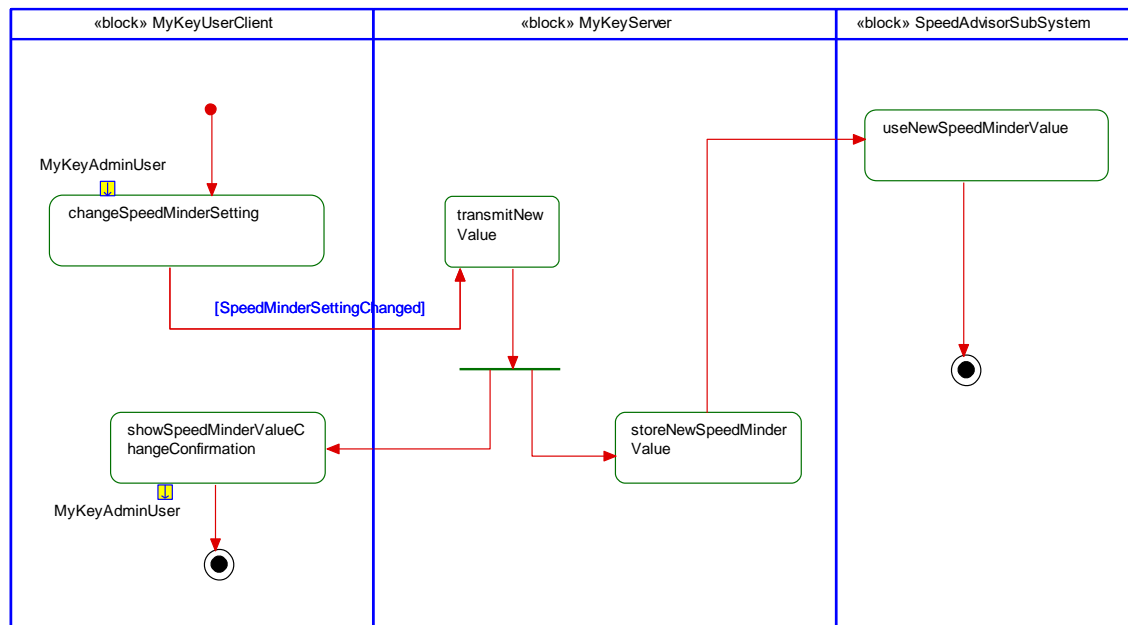 «block» MyKeyUserClient
«block» MyKeyServer
«block» SpeedAdvisorSubSystem
MyKeyAdminUser
changeSpeedMinderSetting
transmitNew
Value
useNewSpeedMinderValue
[SpeedMinderSettingChanged]
showSpeedMinderValueC
hangeConfirmation
storeNewSpeedMinder
Value
MyKeyAdminUser